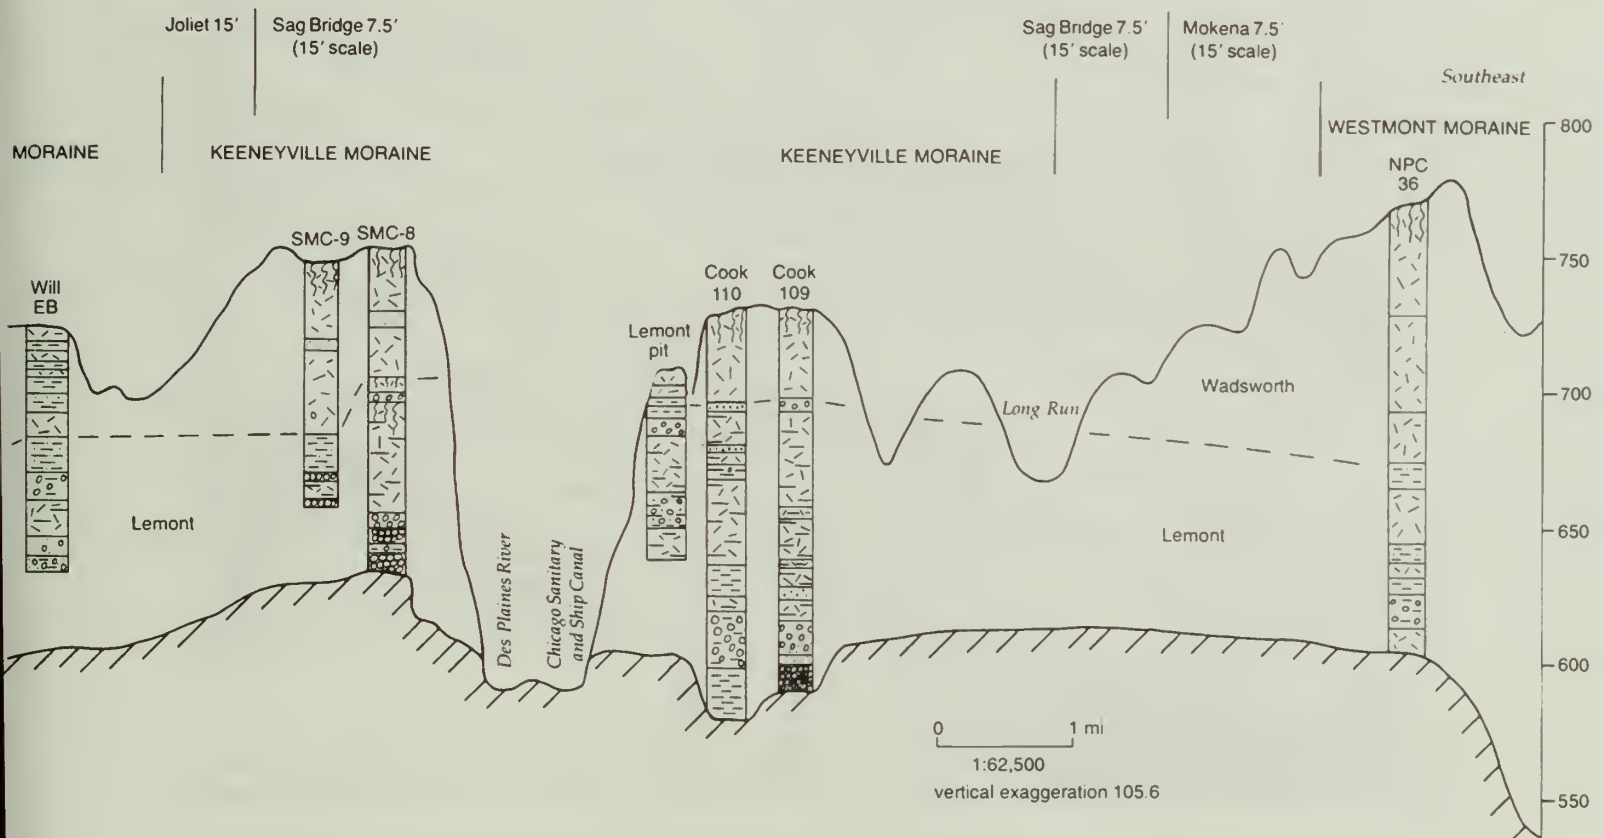 Joliet 15′
Sag Bridge 7.5′
(15′ scale)
Sag Bridge 7.5′
(15′ scale)
Mokena 7.5′
(15′ scale)
Southeast
MORAINE
KEENEYVILLE MORAINE
KEENEYVILLE MORAINE
WESTMONT MORAINE
800
NPC
36
SMC-9
SMC-8
Will
EB
Cook
110
Cook
109
750
Lemont
pit
Wadsworth
700
Long Run
Lemont
Lemont
650
Des Plaines River
Chicago Sanitary
and Ship Canal
600
0
1 mi
1:62,500
vertical exaggeration 105.6
550